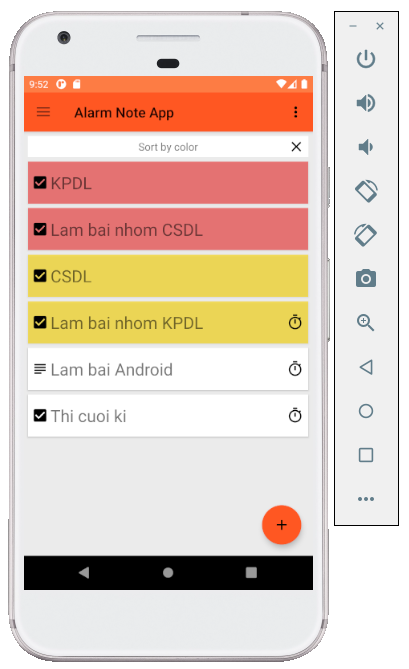 9:52
Alarm Note App
Sort by color
KPDL
Lam bai nhom CSDL
CSDL
Lam bai nhom KPDL
Lam bai Android
Thi cuoi ki